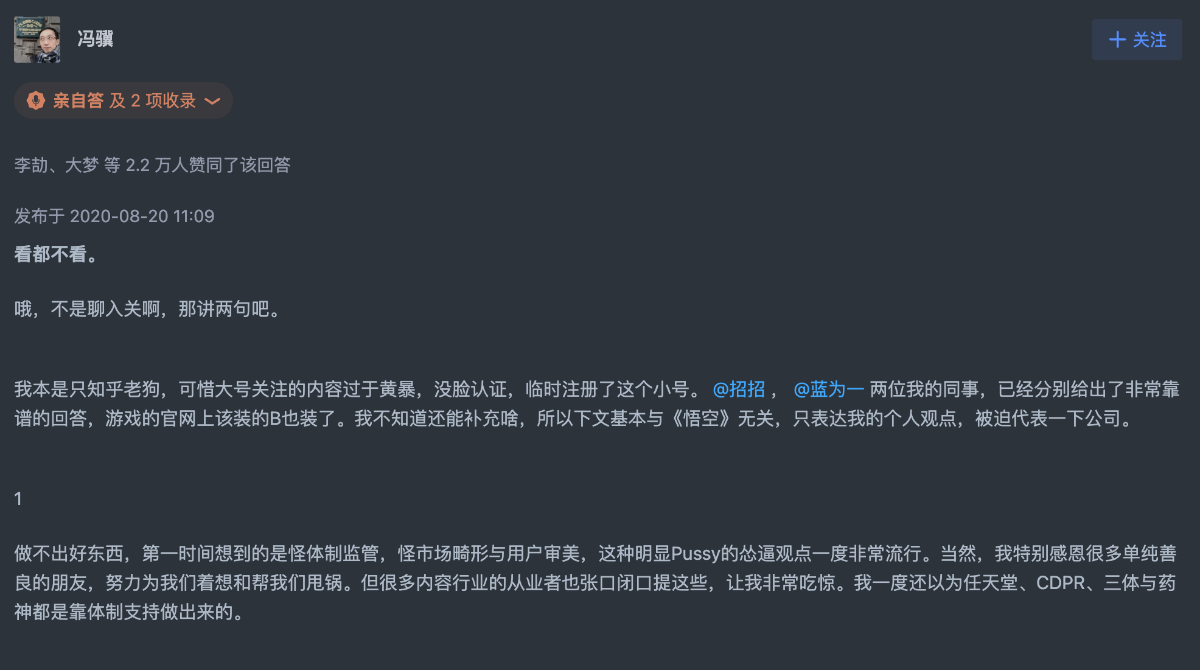 冯骥
关注
亲自答 及 2 项收录
李劼、大梦 等 2.2 万人赞同了该回答
发布于 2020-08-20 11:09
看都不看。
哦，不是聊入关啊，那讲两句吧。
我本是只知乎老狗，可惜大号关注的内容过于黄暴，没脸认证，临时注册了这个小号。 @招招 ， @蓝为一 两位我的同事，已经分别给出了非常靠
谱的回答，游戏的官网上该装的B也装了。我不知道还能补充啥，所以下文基本与《悟空》无关，只表达我的个人观点，被迫代表一下公司。
1
做不出好东西，第一时间想到的是怪体制监管，怪市场畸形与用户审美，这种明显Pussy的怂逼观点一度非常流行。当然，我特别感恩很多单纯善
良的朋友，努力为我们着想和帮我们甩锅。但很多内容行业的从业者也张口闭口提这些，让我非常吃惊。我一度还以为任天堂、CDPR、三体与药
神都是靠体制支持做出来的。